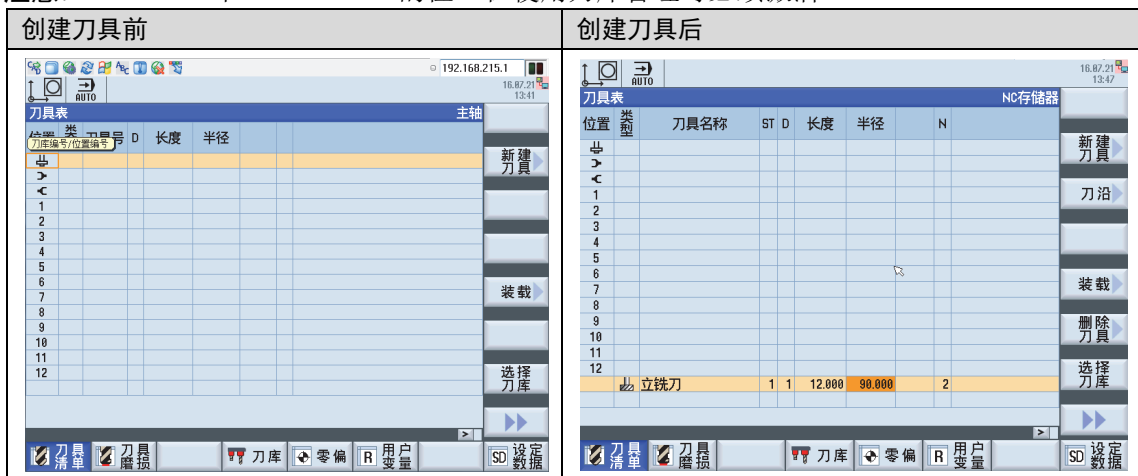 创建刀具前
192.168.215.1
16.07.21
13:41
AUTO
刀具表 主轴
类 刀具号 D 长度 半径
刀库编号/位置编号
1
2
3
4
5
6
7
8
9
10
11
12
新建刀具
装载
选择刀库
刀具清单 刀具磨损 刀库 零偏 R 用户变量 SD 设定数据
创建刀具后
16.07.21
13:47
AUTO
刀具表 NC存储器
位置 类型 刀具名称 ST D 长度 半径 N
1
2
3
4
5
6
7
8
9
10
11
12
立铣刀 1 1 12.000 90.000 2
新建刀具
刀沿
装载
删除刀具
选择刀库
刀具清单 刀具磨损 刀库 零偏 R 用户变量 SD 设定数据